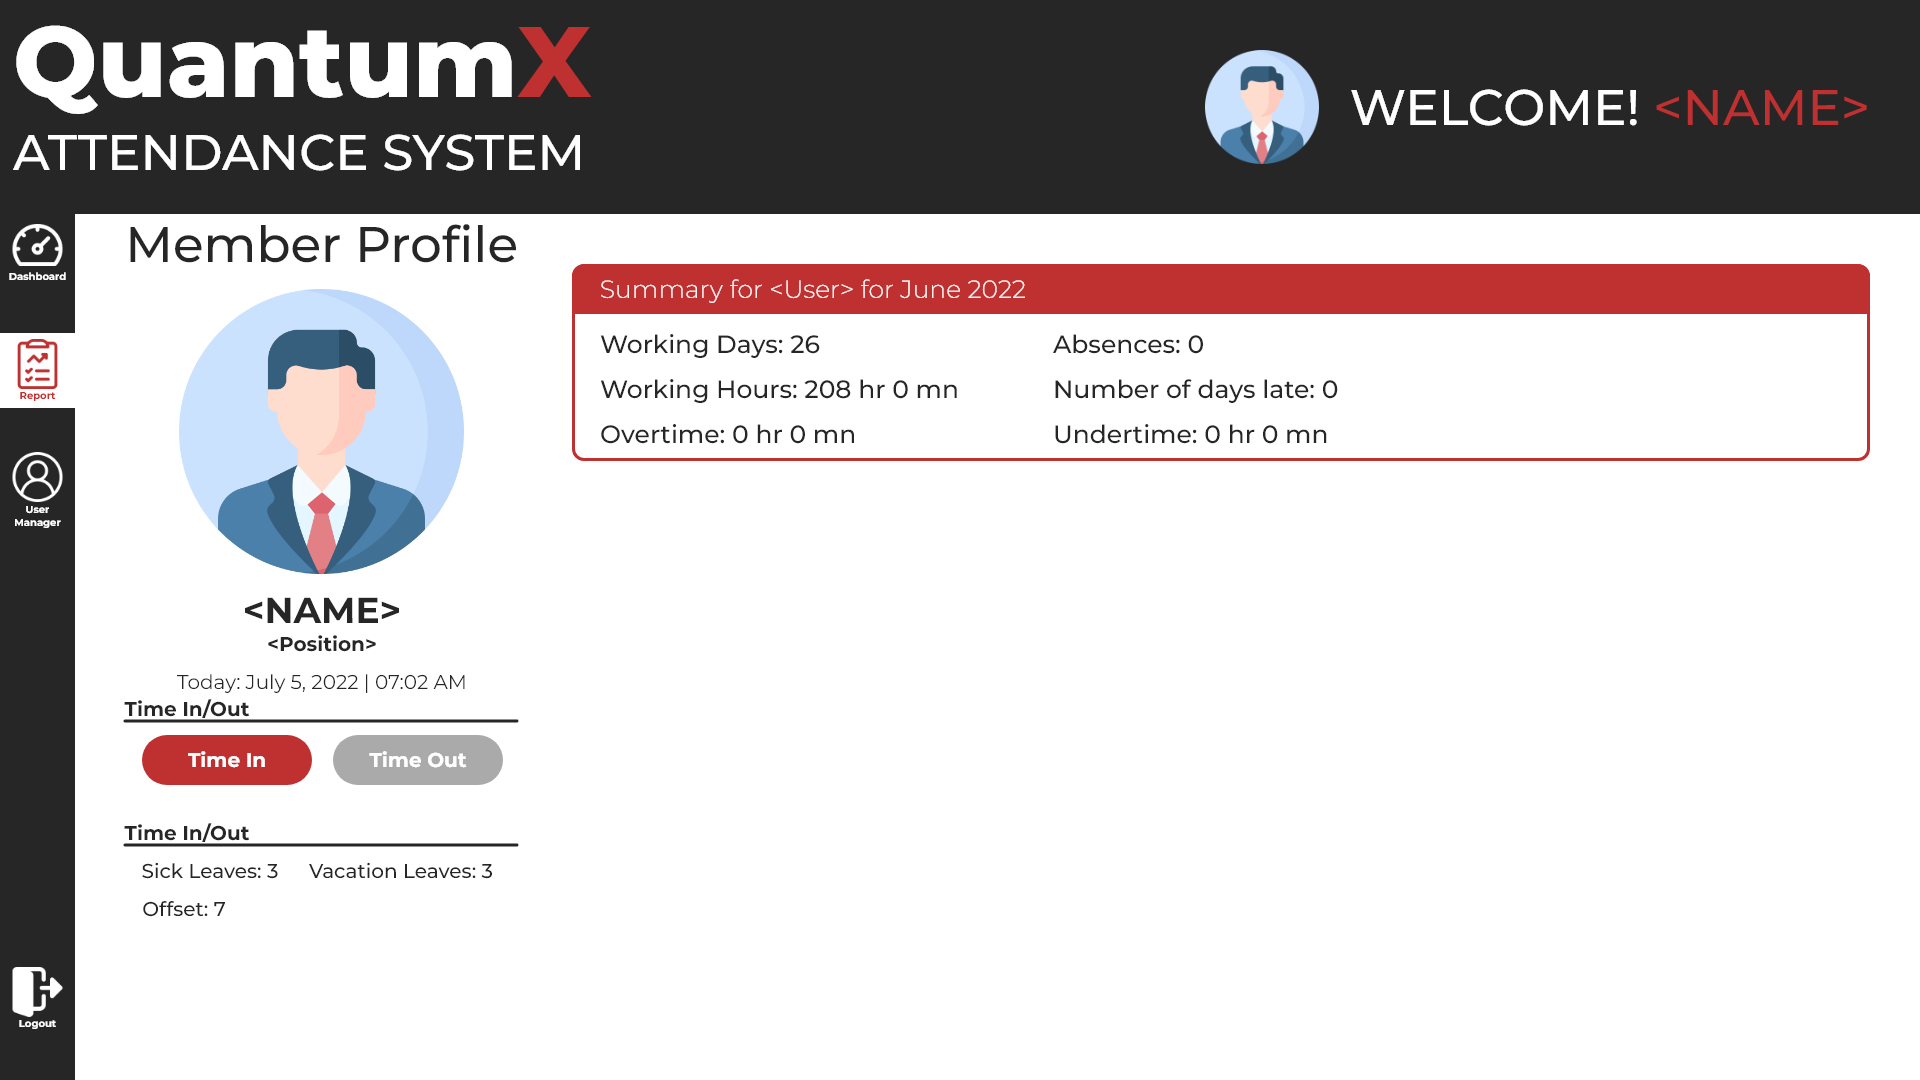 QuantumX
ATTENDANCE SYSTEM
WELCOME! <NAME>
Dashboard
Report
User
Manager
Logout
Member Profile
<NAME>
<Position>
Today: July 5, 2022 | 07:02 AM
Time In/Out
Time In
Time Out
Time In/Out
Sick Leaves: 3
Vacation Leaves: 3
Offset: 7
Summary for <User> for June 2022
Working Days: 26
Absences: 0
Working Hours: 208 hr 0 mn
Number of days late: 0
Overtime: 0 hr 0 mn
Undertime: 0 hr 0 mn